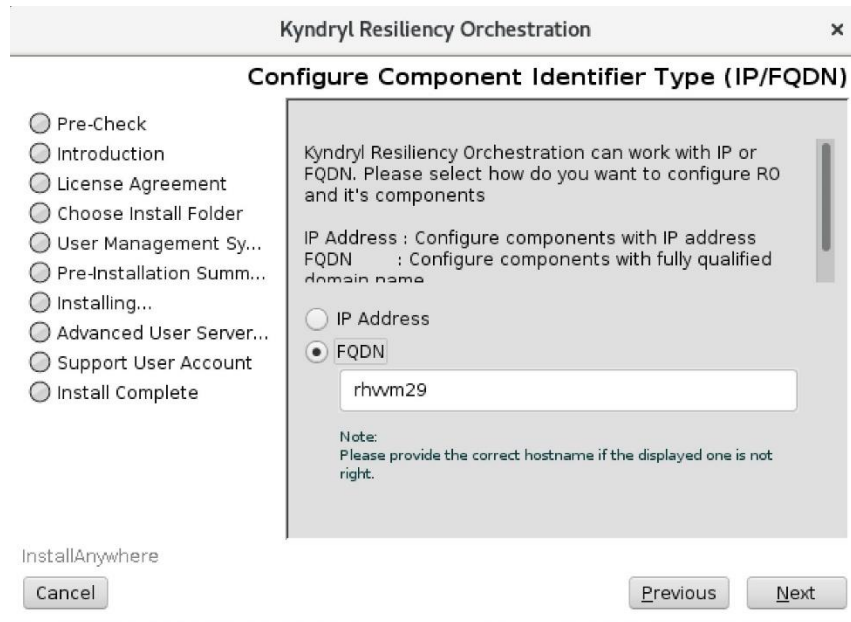 Kyndryl Resiliency Orchestration
×
Configure Component Identifier Type (IP/FQDN)
Pre-Check
Introduction
License Agreement
Choose Install Folder
User Management Sy...
Pre-Installation Summ...
Installing...
Advanced User Server...
Support User Account
Install Complete
Kyndryl Resiliency Orchestration can work with IP or
FQDN. Please select how do you want to configure RO
and it's components
IP Address : Configure components with IP address
FQDN : Configure components with fully qualified
domain name
IP Address
FQDN
rhvvm29
Note:
Please provide the correct hostname if the displayed one is not
right.
InstallAnywhere
Cancel
Previous
Next